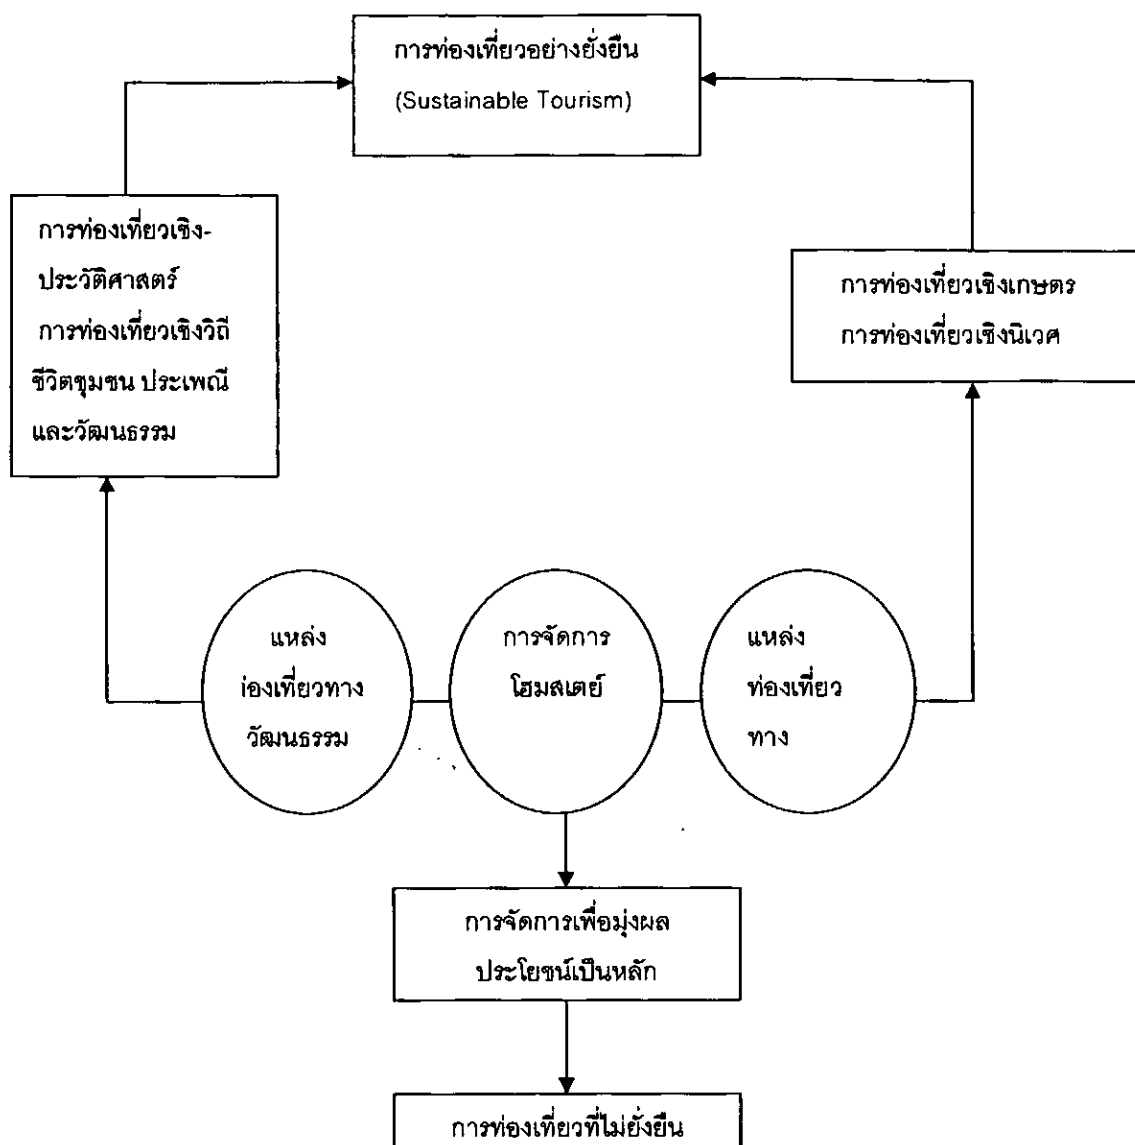 การท่องเที่ยวอย่างยั่งยืน
(Sustainable Tourism)
การท่องเที่ยวเชิง-
ประวัติศาสตร์
การท่องเที่ยวเชิงวิถี
ชีวิตชุมชน ประเพณี
และวัฒนธรรม
การท่องเที่ยวเชิงเกษตร
การท่องเที่ยวเชิงนิเวศ
แหล่ง
่องเที่ยวทาง
วัฒนธรรม
การจัดการ
โฮมสเตย์
แหล่ง
ท่องเที่ยว
ทาง
การจัดการเพื่อมุ่งผล
ประโยชน์เป็นหลัก
การท่องเที่ยวที่ไม่ยั่งยืน